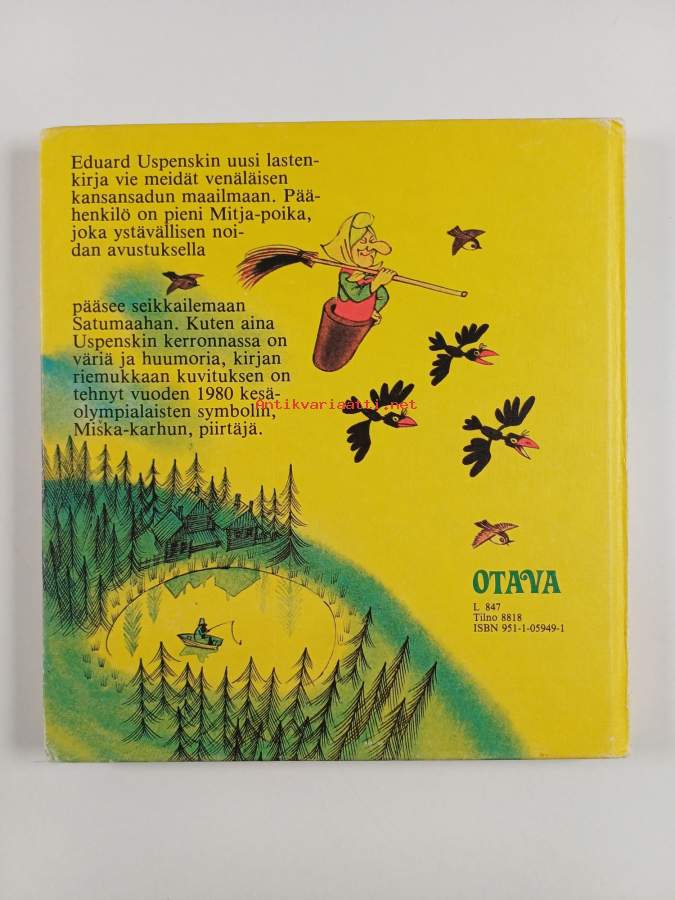 Eduard Uspenskin uusi lasten-
kirja vie meidät venäläisen
kansansadun maailmaan. Pää-
henkilö on pieni Mitja-poika,
joka ystävällisen noi-
dan avustuksella
pääsee seikkailemaan
Satumaahan. Kuten aina
Uspenskin kerronnassa on
väriä ja huumoria, kirjan
riemukkaan kuvituksen on
tehnyt vuoden 1980 kesä-
olympialaisten symbolin,
Miska-karhun, piirtäjä.
Antikvariaatti.net
OTAVA
L 847
Tilno 8818
ISBN 951-1-05949-1